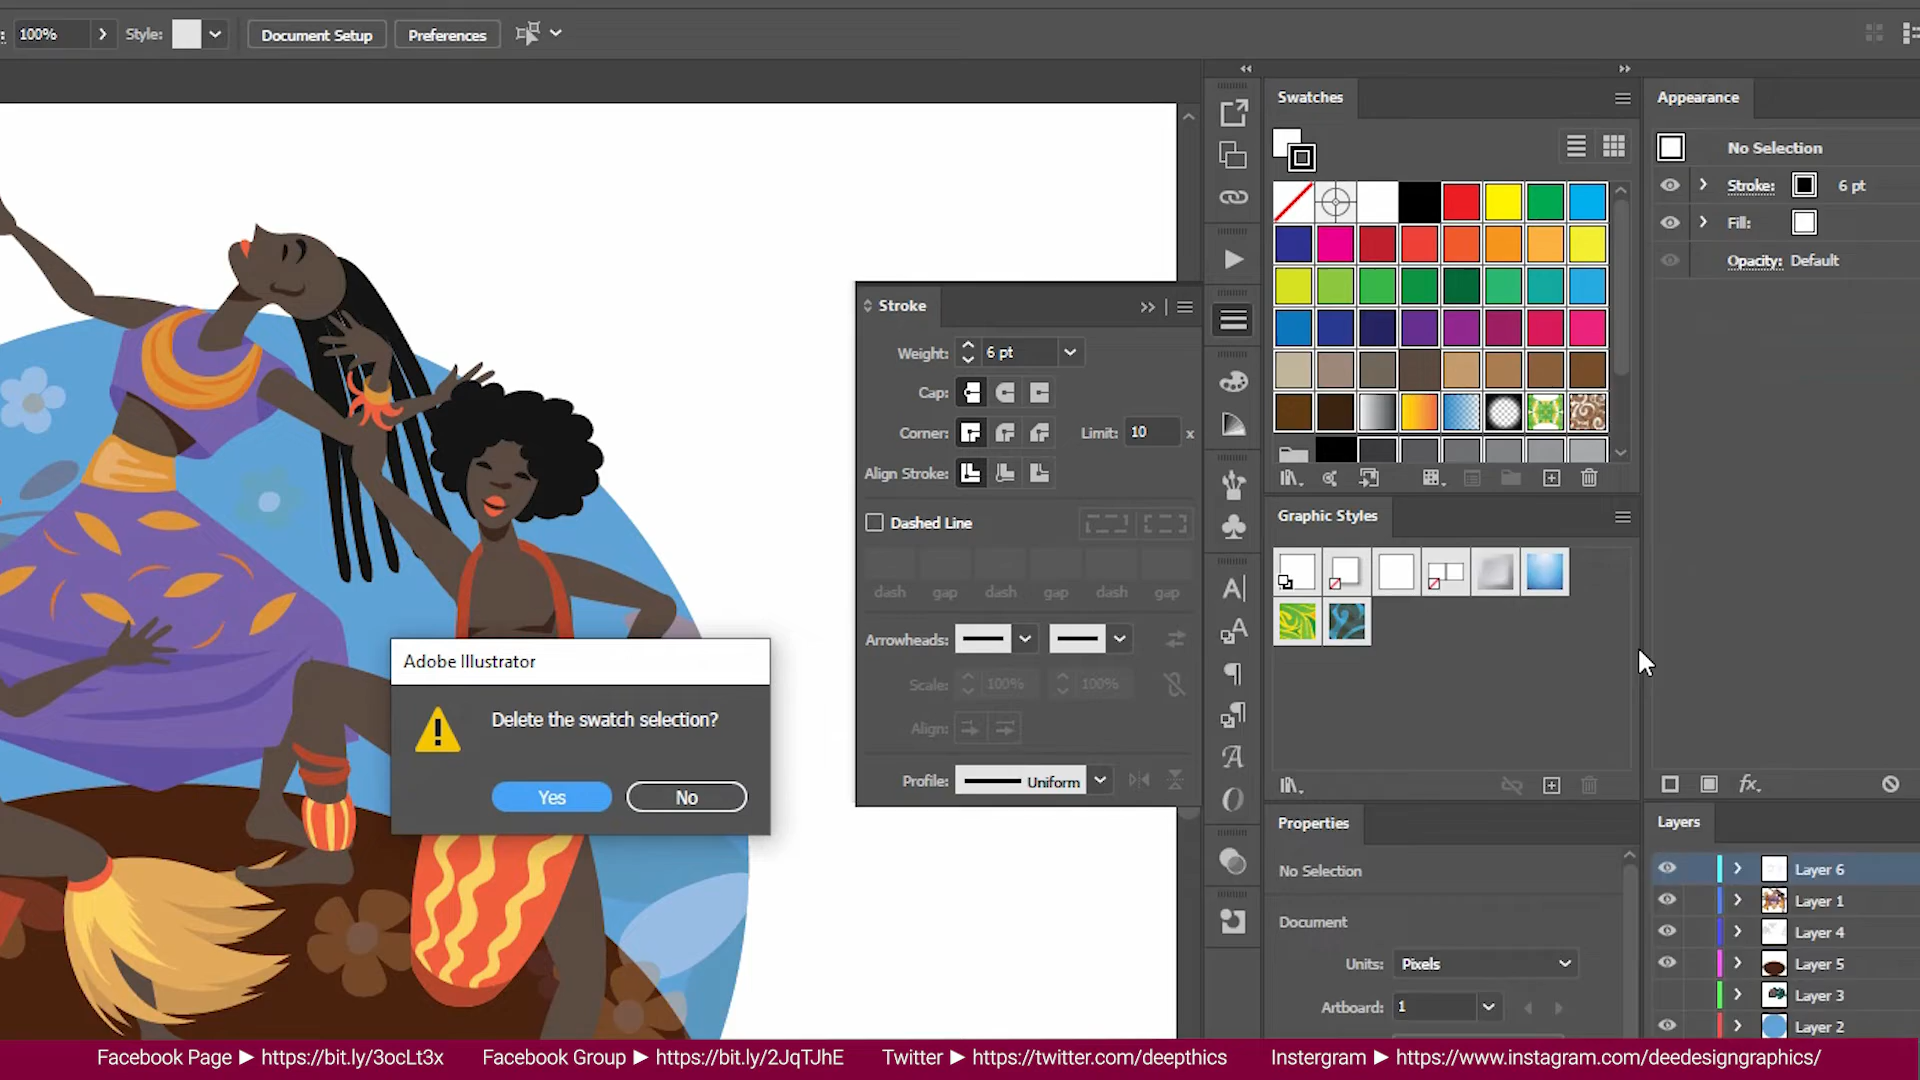 100%
Style:
Document Setup
Preferences
Swatches
Appearance
No Selection
Stroke: 6 pt
Fill:
Opacity: Default
Stroke
Weight: 6 pt
Cap:
Corner:
Limit: 10 x
Align Stroke:
Dashed Line
dash gap dash gap dash gap
Arrowheads:
Scale: 100% 100%
Align:
Profile: Uniform
Graphic Styles
Adobe Illustrator
Delete the swatch selection?
Yes
No
Properties
No Selection
Document
Units: Pixels
Artboard: 1
Layers
Layer 6
Layer 1
Layer 4
Layer 5
Layer 3
Layer 2
Facebook Page ▶ https://bit.ly/3ocLt3x Facebook Group ▶ https://bit.ly/2JqTJhE Twitter ▶ https://twitter.com/deepthics Instergram ▶ https://www.instagram.com/deedesigngraphics/